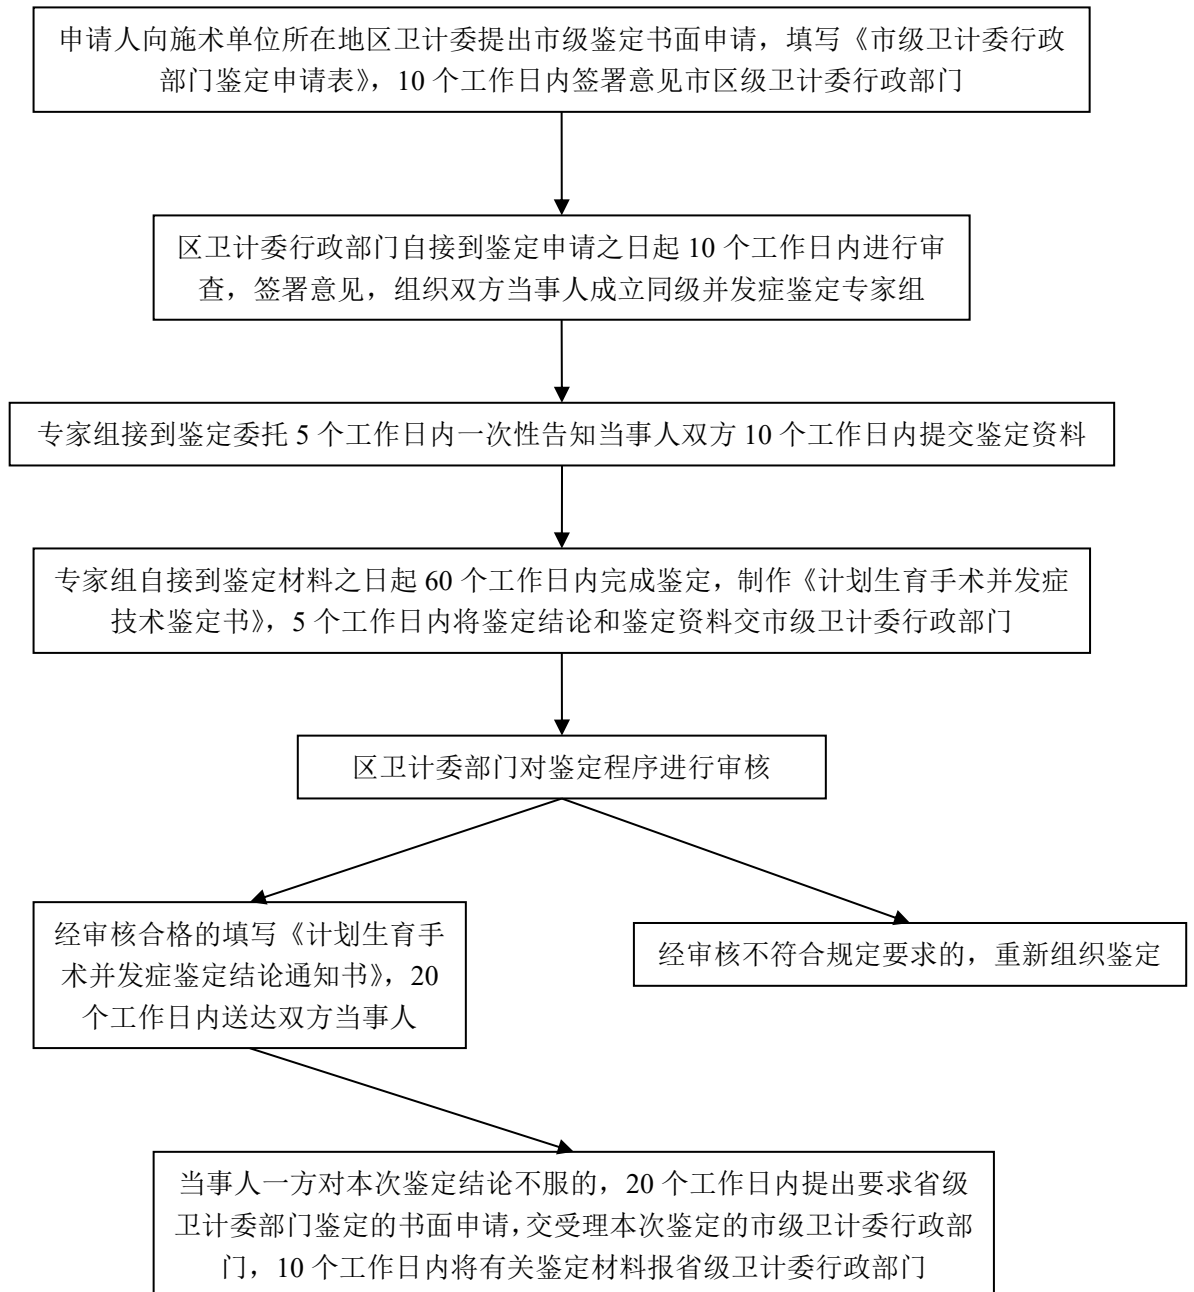 申请人向施术单位所在地区卫计委提出市级鉴定书面申请，填写《市级卫计委行政
部门鉴定申请表》，10 个工作日内签署意见市区级卫计委行政部门
区卫计委行政部门自接到鉴定申请之日起 10 个工作日内进行审
查，签署意见，组织双方当事人成立同级并发症鉴定专家组
专家组接到鉴定委托 5 个工作日内一次性告知当事人双方 10 个工作日内提交鉴定资料
专家组自接到鉴定材料之日起 60 个工作日内完成鉴定，制作《计划生育手术并发症
技术鉴定书》，5 个工作日内将鉴定结论和鉴定资料交市级卫计委行政部门
区卫计委部门对鉴定程序进行审核
经审核合格的填写《计划生育手
术并发症鉴定结论通知书》，20
个工作日内送达双方当事人
经审核不符合规定要求的，重新组织鉴定
当事人一方对本次鉴定结论不服的，20 个工作日内提出要求省级
卫计委部门鉴定的书面申请，交受理本次鉴定的市级卫计委行政部
门，10 个工作日内将有关鉴定材料报省级卫计委行政部门